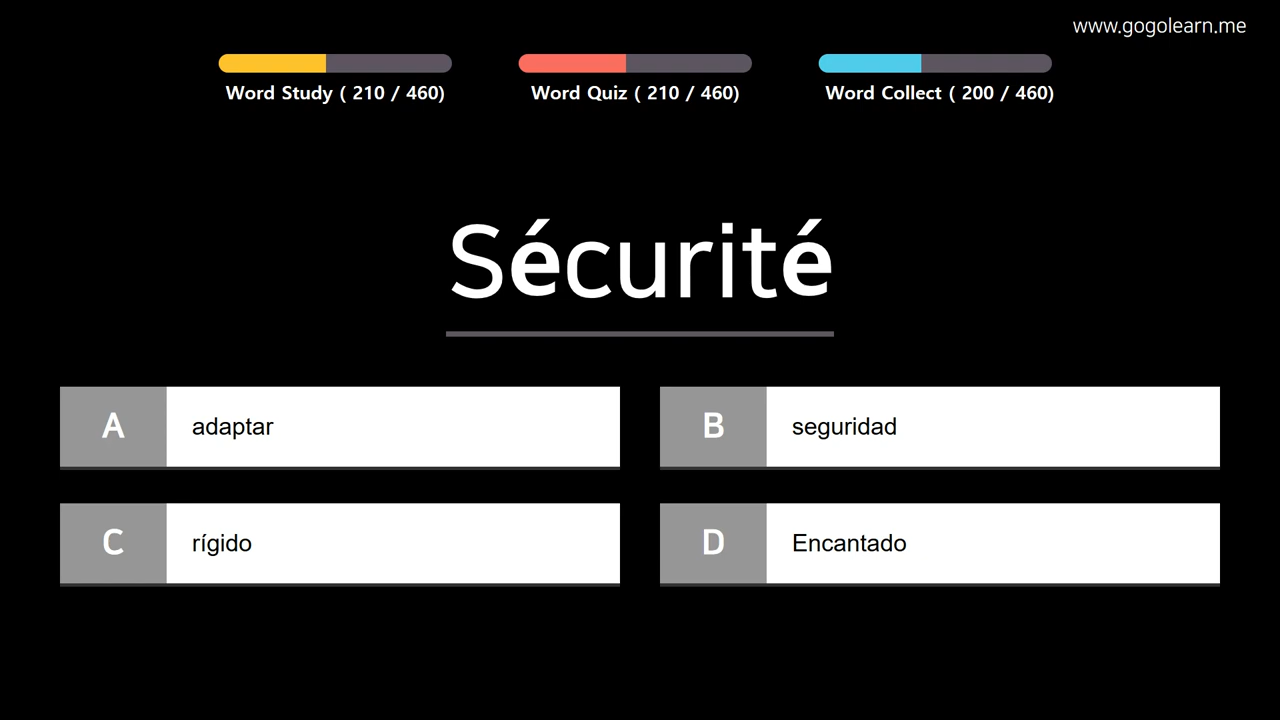 www.gogolearn.me
Word Study ( 210 / 460)
Word Quiz ( 210 / 460)
Word Collect ( 200 / 460)
Sécurité
A adaptar
B seguridad
C rígido
D Encantado